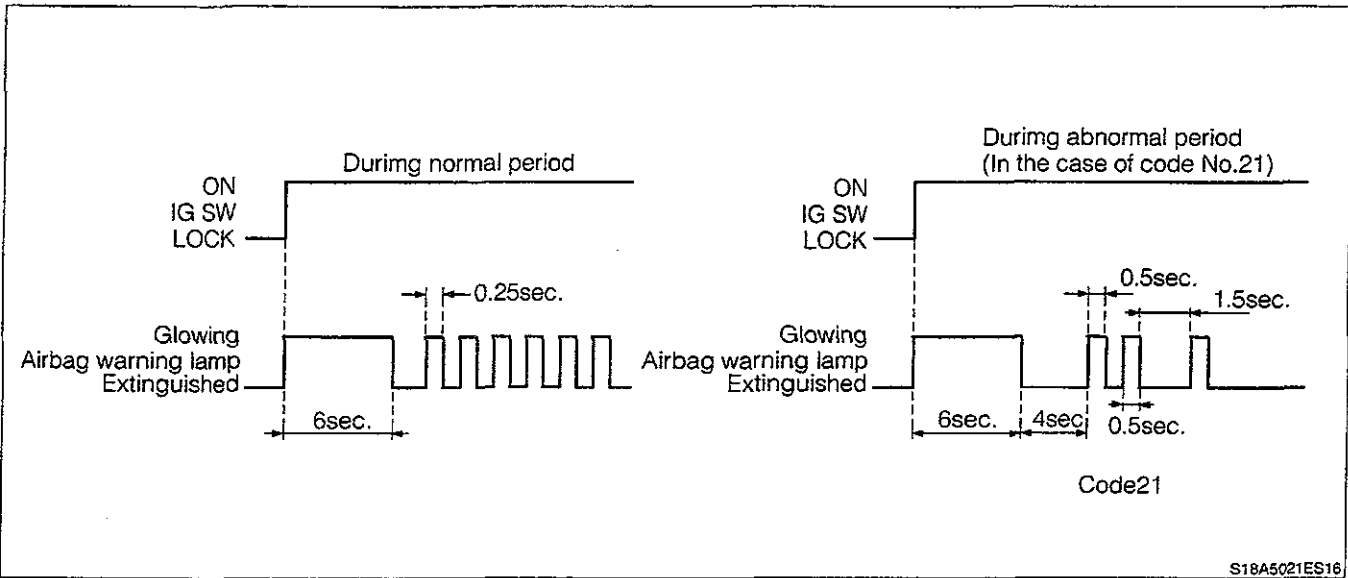 Durimg normal period
ON
IG SW
LOCK
0.25sec.
Glowing
Airbag warning lamp
Extinguished
6sec.
Durimg abnormal period
(In the case of code No.21)
ON
IG SW
LOCK
0.5sec.
1.5sec.
Glowing
Airbag warning lamp
Extinguished
6sec.
4sec
0.5sec.
Code21
S18A5021ES16